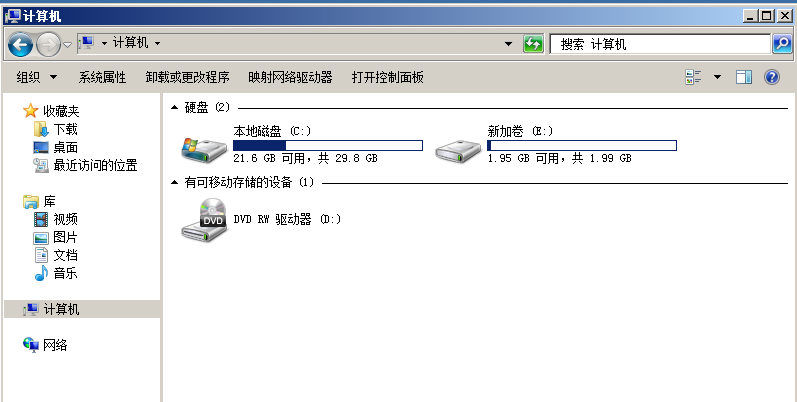 计算机
计算机
搜索 计算机
组织 系统属性 卸载或更改程序 映射网络驱动器 打开控制面板
收藏夹
下载
桌面
最近访问的位置
库
视频
图片
文档
音乐
计算机
网络
硬盘 (2)
本地磁盘 (C:)
21.6 GB 可用，共 29.8 GB
新加卷 (E:)
1.95 GB 可用，共 1.99 GB
有可移动存储的设备 (1)
DVD
DVD RW 驱动器 (D:)